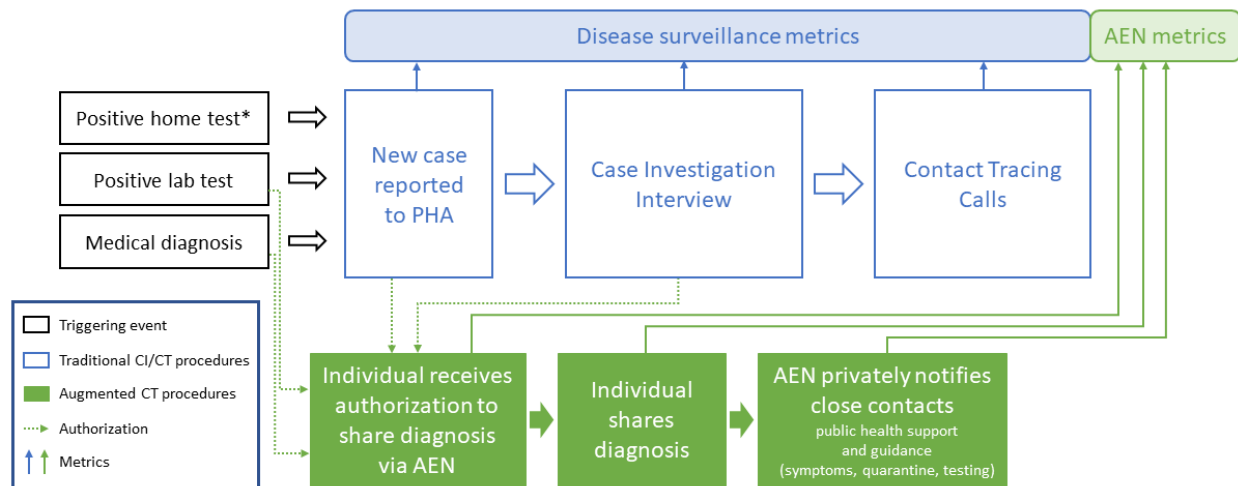 Disease surveillance metrics
AEN metrics
Positive home test*
Positive lab test
Medical diagnosis
New case
reported
to PHA
Case Investigation
Interview
Contact Tracing
Calls
Triggering event
Traditional CI/CT procedures
Augmented CT procedures
Authorization
Metrics
Individual receives
authorization to
share diagnosis
via AEN
Individual
shares
diagnosis
AEN privately notifies
close contacts
public health support
and guidance
(symptoms, quarantine, testing)